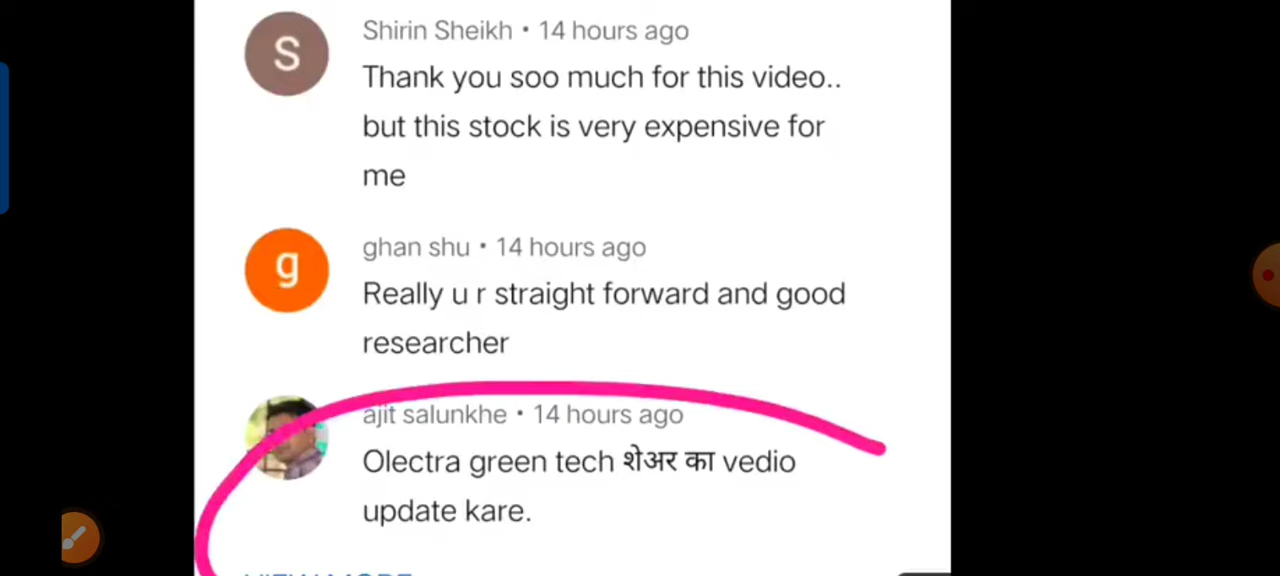 S
Shirin Sheikh • 14 hours ago
Thank you soo much for this video..
but this stock is very expensive for
me
g
ghan shu • 14 hours ago
Really u r straight forward and good
researcher
ajit salunkhe • 14 hours ago
Olectra green tech शेअर का vedio
update kare.
VIEW MORE